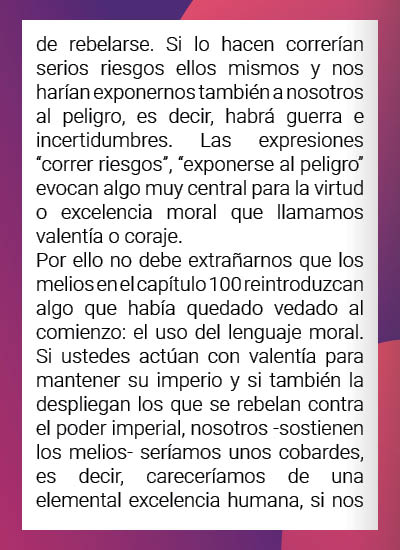 de rebelarse. Si lo hacen correrían
serios riesgos ellos mismos y nos
harían exponernos también a nosotros
al peligro, es decir, habrá guerra e
incertidumbres. Las expresiones
“correr riesgos”, “exponerse al peligro”
evocan algo muy central para la virtud
o excelencia moral que llamamos
valentía o coraje.
Por ello no debe extrañarnos que los
melios en el capítulo 100 reintroduzcan
algo que había quedado vedado al
comienzo: el uso del lenguaje moral.
Si ustedes actúan con valentía para
mantener su imperio y si también la
despliegan los que se rebelan contra
el poder imperial, nosotros -sostienen
los melios- seríamos unos cobardes,
es decir, careceríamos de una
elemental excelencia humana, si nos